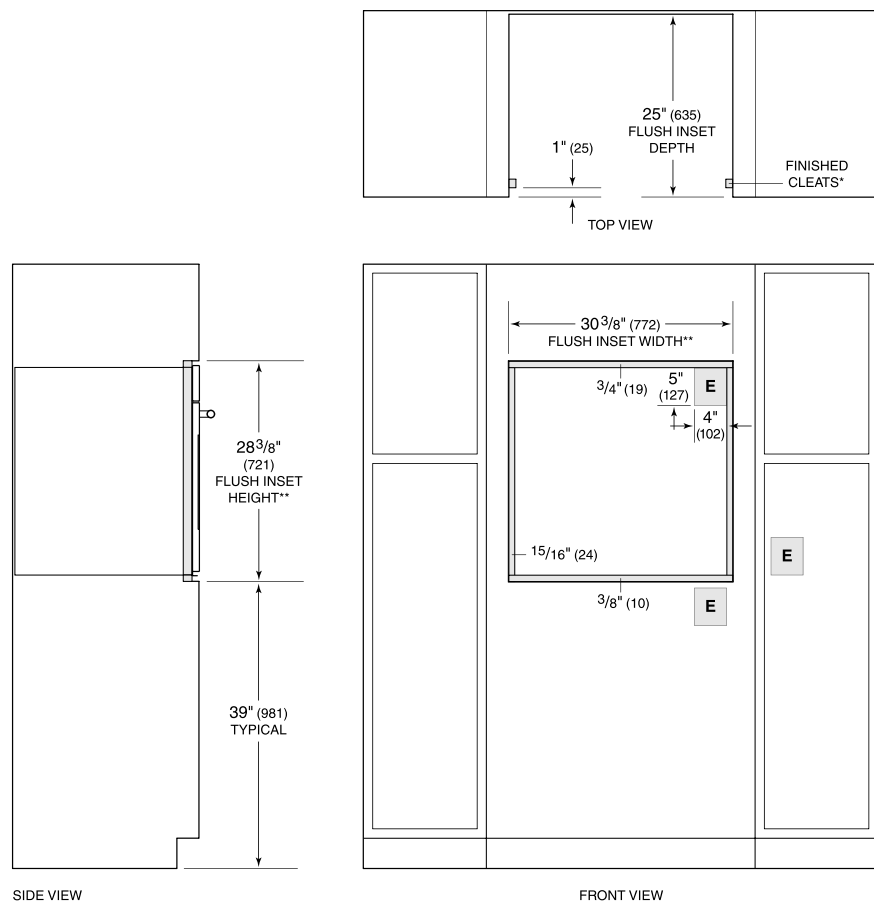 25" (635)
FLUSH INSET
DEPTH
1" (25)
FINISHED
CLEATS*
TOP VIEW
30 3/8" (772)
FLUSH INSET WIDTH**
3/4" (19)
5"
(127)
E
4"
(102)
28 3/8"
(721)
FLUSH INSET
HEIGHT**
15/16" (24)
E
3/8" (10)
E
39" (981)
TYPICAL
SIDE VIEW
FRONT VIEW